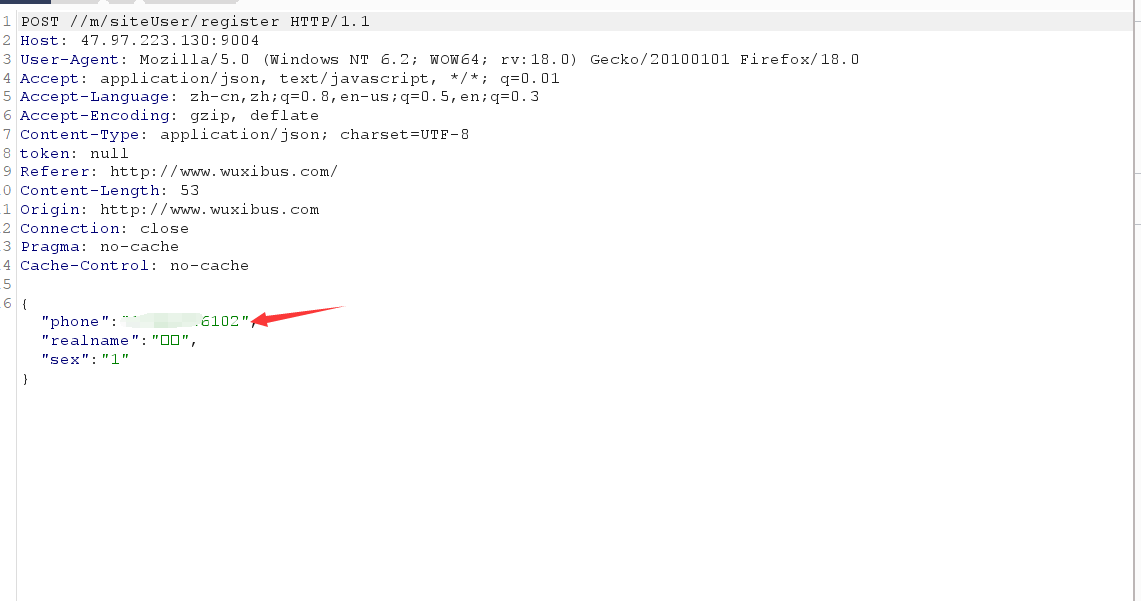 1 POST //m/siteUser/register HTTP/1.1
2 Host: 47.97.223.130:9004
3 User-Agent: Mozilla/5.0 (Windows NT 6.2; WOW64; rv:18.0) Gecko/20100101 Firefox/18.0
4 Accept: application/json, text/javascript, */*; q=0.01
5 Accept-Language: zh-cn,zh;q=0.8,en-us;q=0.5,en;q=0.3
6 Accept-Encoding: gzip, deflate
7 Content-Type: application/json; charset=UTF-8
8 token: null
9 Referer: http://www.wuxibus.com/
0 Content-Length: 53
1 Origin: http://www.wuxibus.com
2 Connection: close
3 Pragma: no-cache
4 Cache-Control: no-cache
5
6 {
"phone":"6102",
"realname":"□□",
"sex":"1"
}